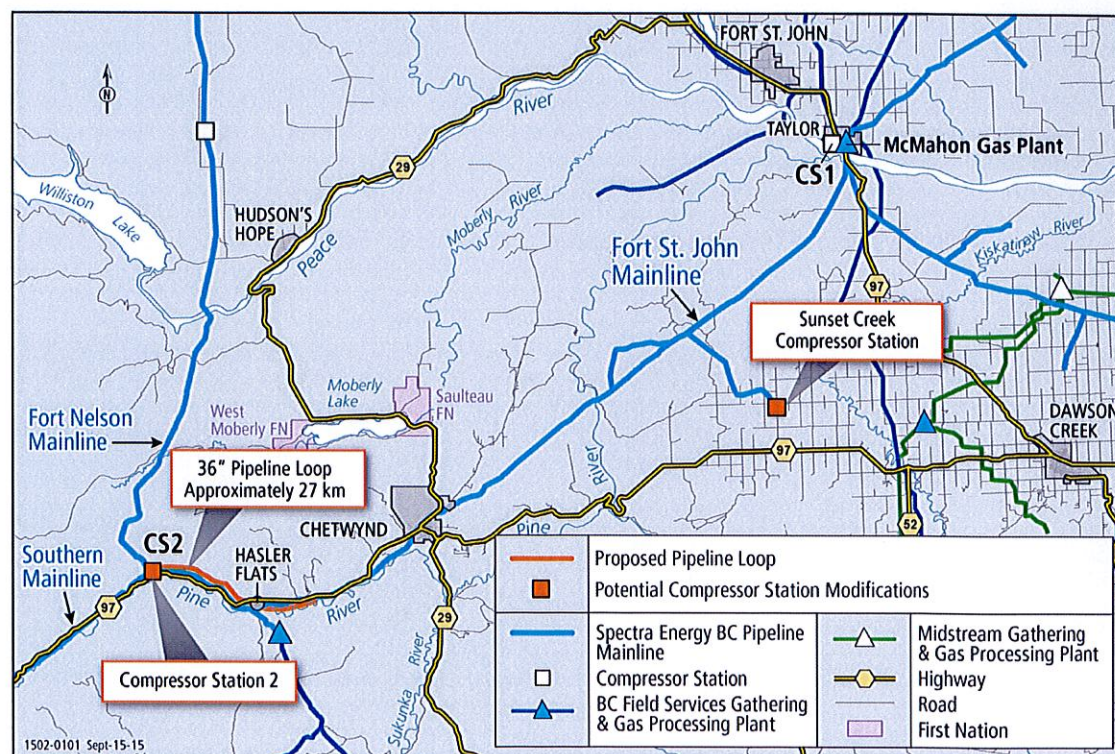 FORT ST. JOHN
N
River
TAYLOR
McMahon Gas Plant
CS1
29
Williston
Lake
HUDSON'S
HOPE
Moberly River
Peace
Fort St. John
Mainline
Kiskatinaw River
97
Sunset Creek
Compressor Station
Moberly
Lake
Saulteau
FN
West
Moberly FN
Fort Nelson
Mainline
River
DAWSON
CREEK
97
36" Pipeline Loop
Approximately 27 km
CHETWYND
Pine
52
CS2
HASLER
FLATS
Southern
Mainline
97
Pine
River
29
Sukunka River
Compressor Station 2
Proposed Pipeline Loop
Potential Compressor Station Modifications
Spectra Energy BC Pipeline
Mainline
Compressor Station
BC Field Services Gathering
& Gas Processing Plant
Midstream Gathering
& Gas Processing Plant
Highway
Road
First Nation
1502-0101 Sept-15-15